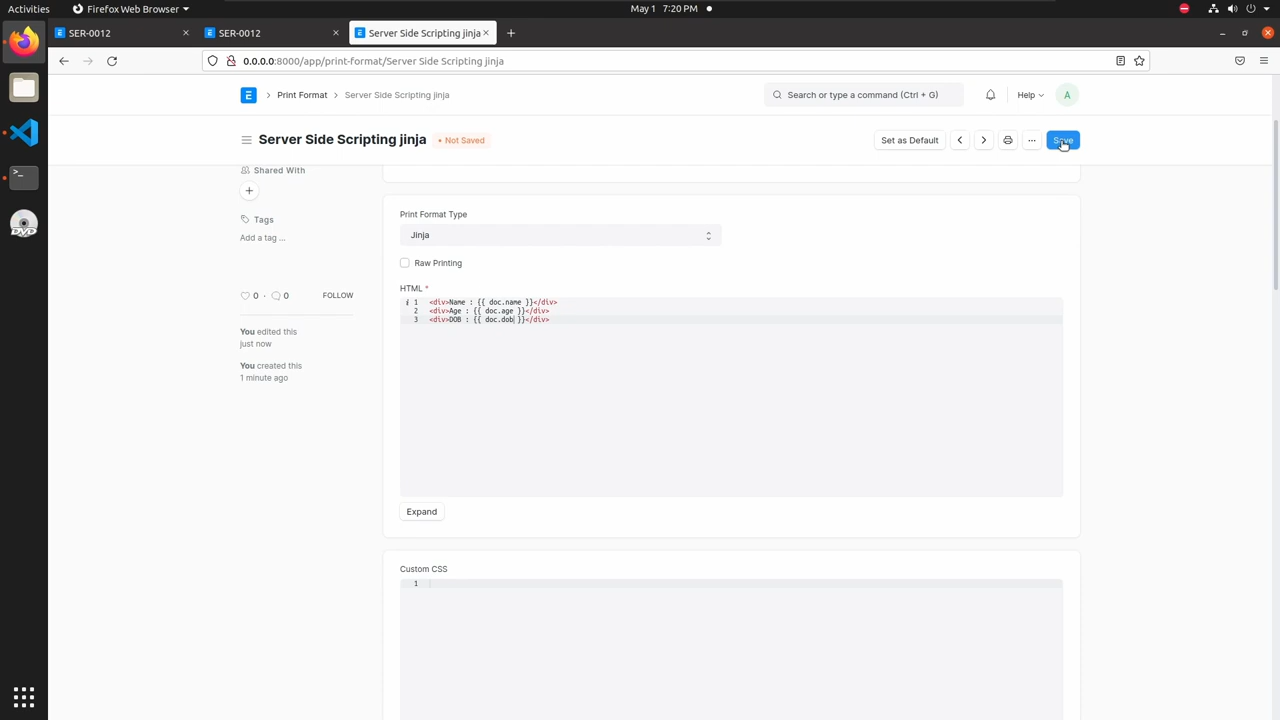 Activities
Firefox Web Browser
May 1 7:20 PM
SER-0012
SER-0012
Server Side Scripting jinja
0.0.0.0:8000/app/print-format/Server Side Scripting jinja
E
Print Format
Server Side Scripting jinja
Search or type a command (Ctrl + G)
Help
A
Server Side Scripting jinja
Not Saved
Set as Default
Save
Shared With
Tags
Add a tag ...
0 · 0
FOLLOW
You edited this
just now
You created this
1 minute ago
Print Format Type
Jinja
Raw Printing
HTML *
i 1 <div>Name : {{ doc.name }}</div>
2 <div>Age : {{ doc.age }}</div>
3 <div>DOB : {{ doc.dob }}</div>
Expand
Custom CSS
1
DVD